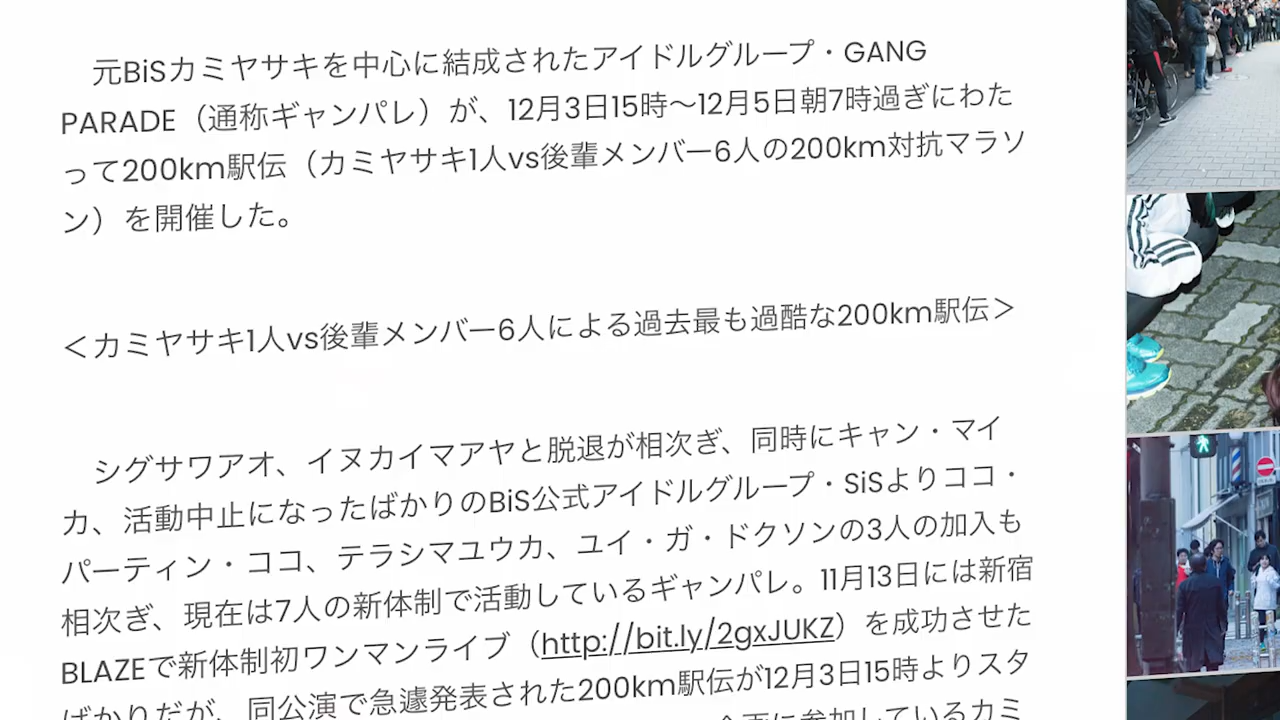 元BiSカミヤサキを中心に結成されたアイドルグループ・GANG
PARADE（通称ギャンパレ）が、12月3日15時〜12月5日朝7時過ぎにわた
って200km駅伝（カミヤサキ1人vs後輩メンバー6人の200km対抗マラソ
ン）を開催した。
＜カミヤサキ1人vs後輩メンバー6人による過去最も過酷な200km駅伝＞
シグサワアオ、イヌカイマアヤと脱退が相次ぎ、同時にキャン・マイ
カ、活動中止になったばかりのBiS公式アイドルグループ・SiSよりココ・
パーティン・ココ、テラシマユウカ、ユイ・ガ・ドクソンの3人の加入も
相次ぎ、現在は7人の新体制で活動しているギャンパレ。11月13日には新宿
BLAZEで新体制初ワンマンライブ（http://bit.ly/2gxJUKZ）を成功させた
ばかりだが、同公演で急遽発表された200km駅伝が12月3日15時よりスタ
企画に参加しているカミ